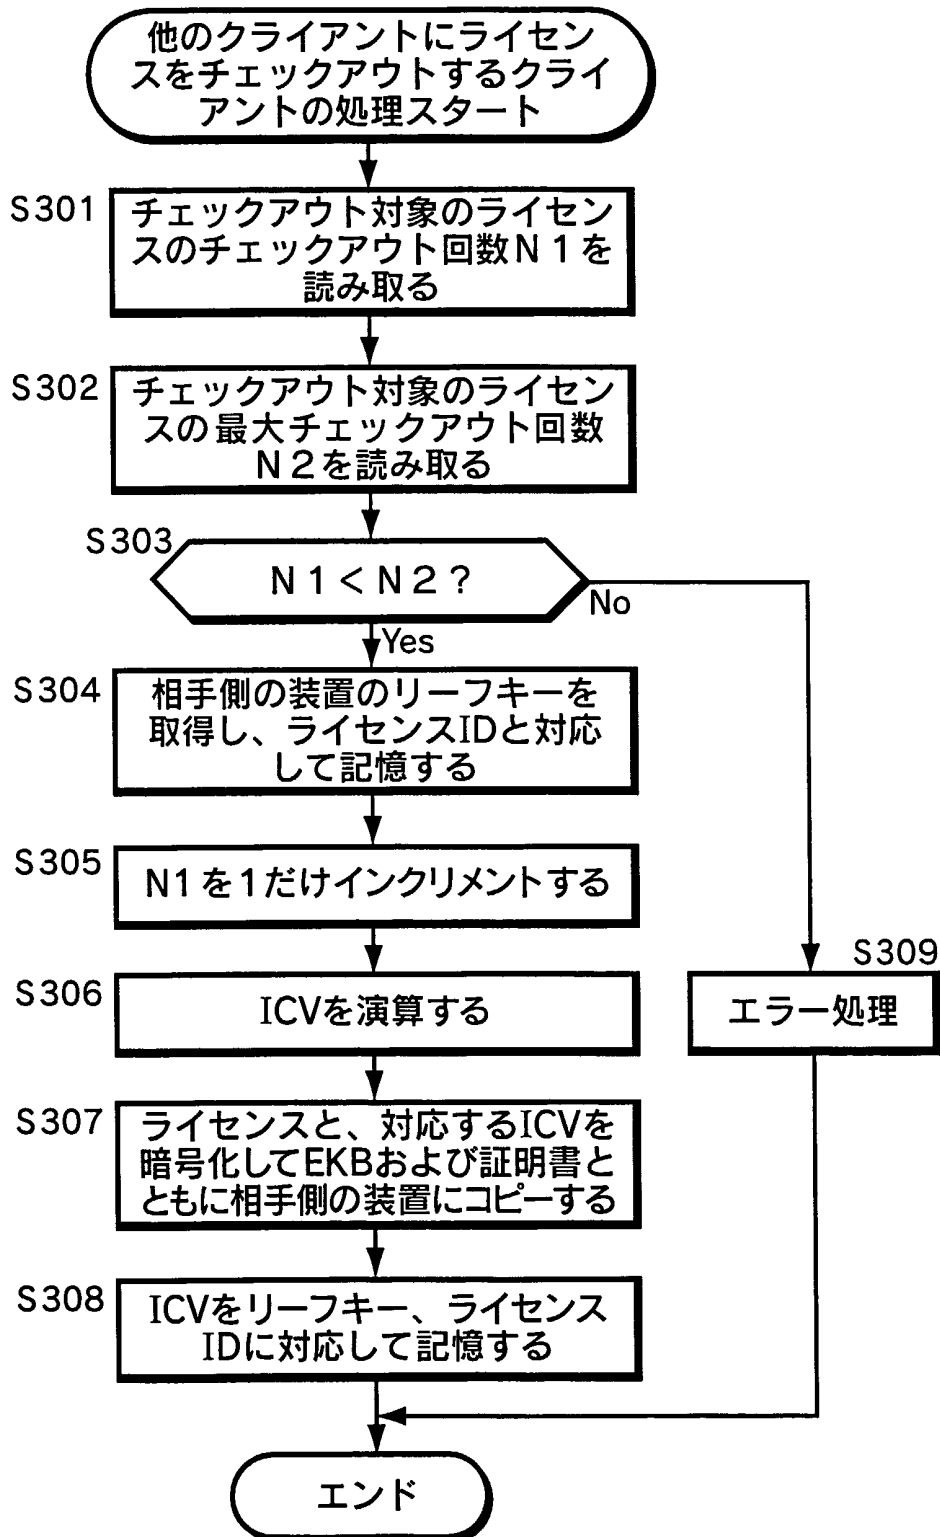 他のクライアントにライセン
スをチェックアウトするクライ
アントの処理スタート
S301
チェックアウト対象のライセン
スのチェックアウト回数N1を
読み取る
S302
チェックアウト対象のライセン
スの最大チェックアウト回数
N2を読み取る
S303
N1<N2?
No
Yes
S304
相手側の装置のリーフキーを
取得し、ライセンスIDと対応
して記憶する
S305
N1を1だけインクリメントする
S306
ICVを演算する
S309
エラー処理
S307
ライセンスと、対応するICVを
暗号化してEKBおよび証明書と
ともに相手側の装置にコピーする
S308
ICVをリーフキー、ライセンス
IDに対応して記憶する
エンド